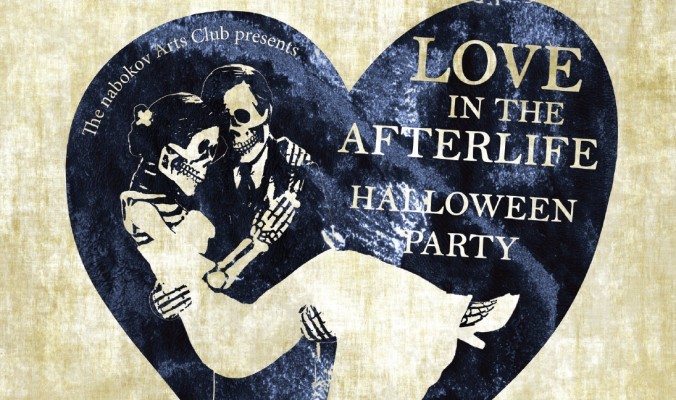 The nabokov Arts Club presents
LOVE
IN THE
AFTERLIFE
HALLOWEEN
PARTY